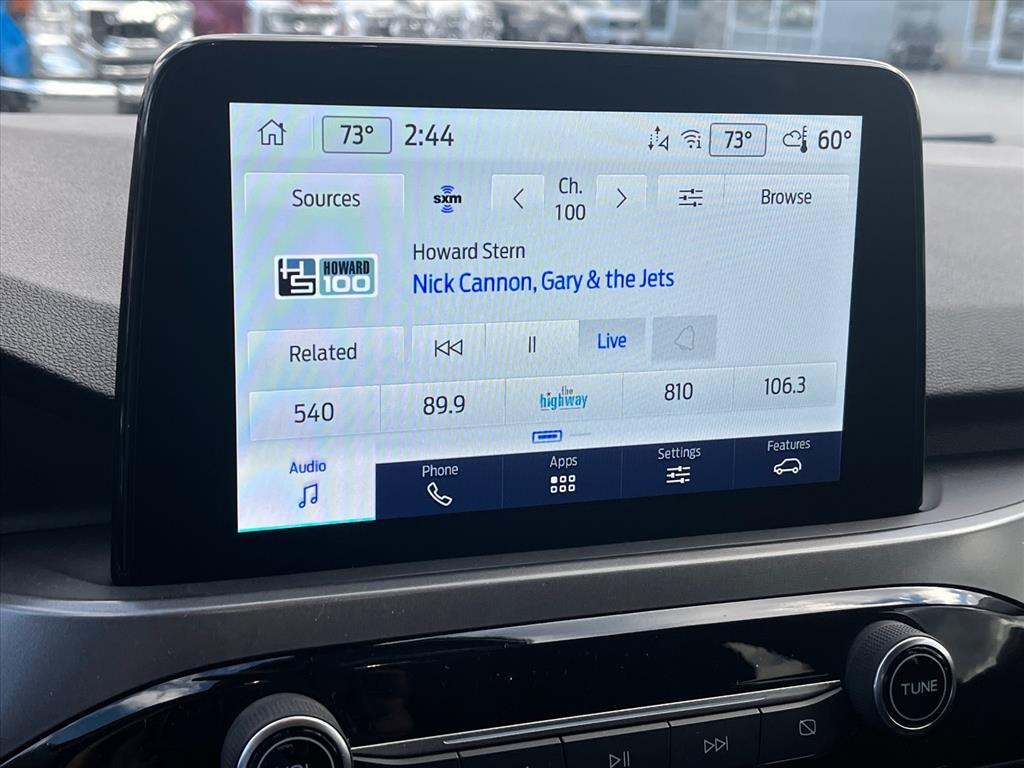 73° 2:44 73° 60°
Sources sxm Ch. 100 Browse
HS HOWARD 100
Howard Stern
Nick Cannon, Gary & the Jets
Related Live
540 89.9 the highway 810 106.3
Audio Phone Apps Settings Features
TUNE